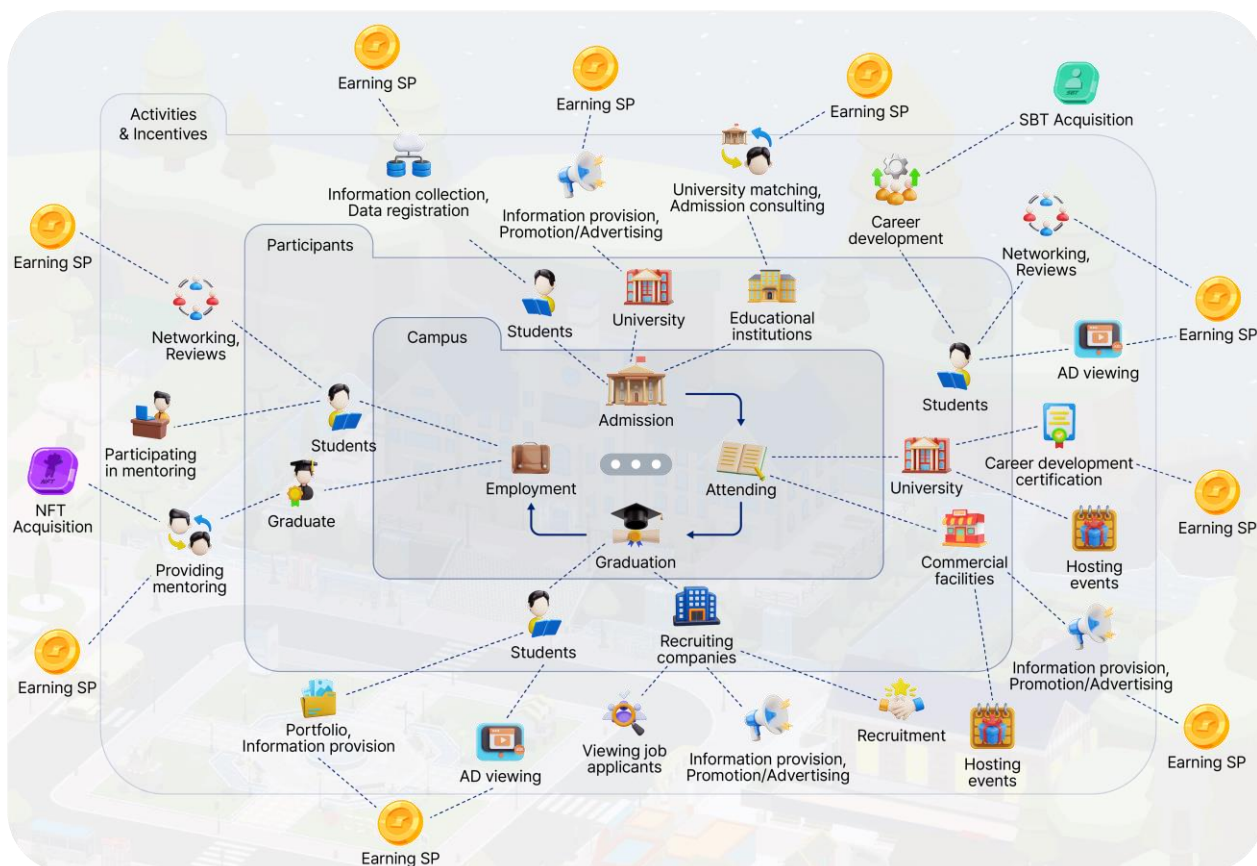 Earning SP
Earning SP
Earning SP
SBT Acquisition
Activities
& Incentives
Information collection,
Data registration
Information provision,
Promotion/Advertising
University matching,
Admission consulting
Career
development
Networking,
Reviews
Earning SP
Participants
Networking,
Reviews
Students
University
Educational
institutions
Earning SP
AD viewing
Campus
Admission
Students
Participating
in mentoring
Students
NFT
Acquisition
Graduate
Employment
Attending
University
Career development
certification
Earning SP
Providing
mentoring
Graduation
Commercial
facilities
Hosting
events
Students
Recruiting
companies
Earning SP
Information provision,
Promotion/Advertising
Portfolio,
Information provision
AD viewing
Viewing job
applicants
Information provision,
Promotion/Advertising
Recruitment
Hosting
events
Earning SP
Earning SP
NFT
SBT